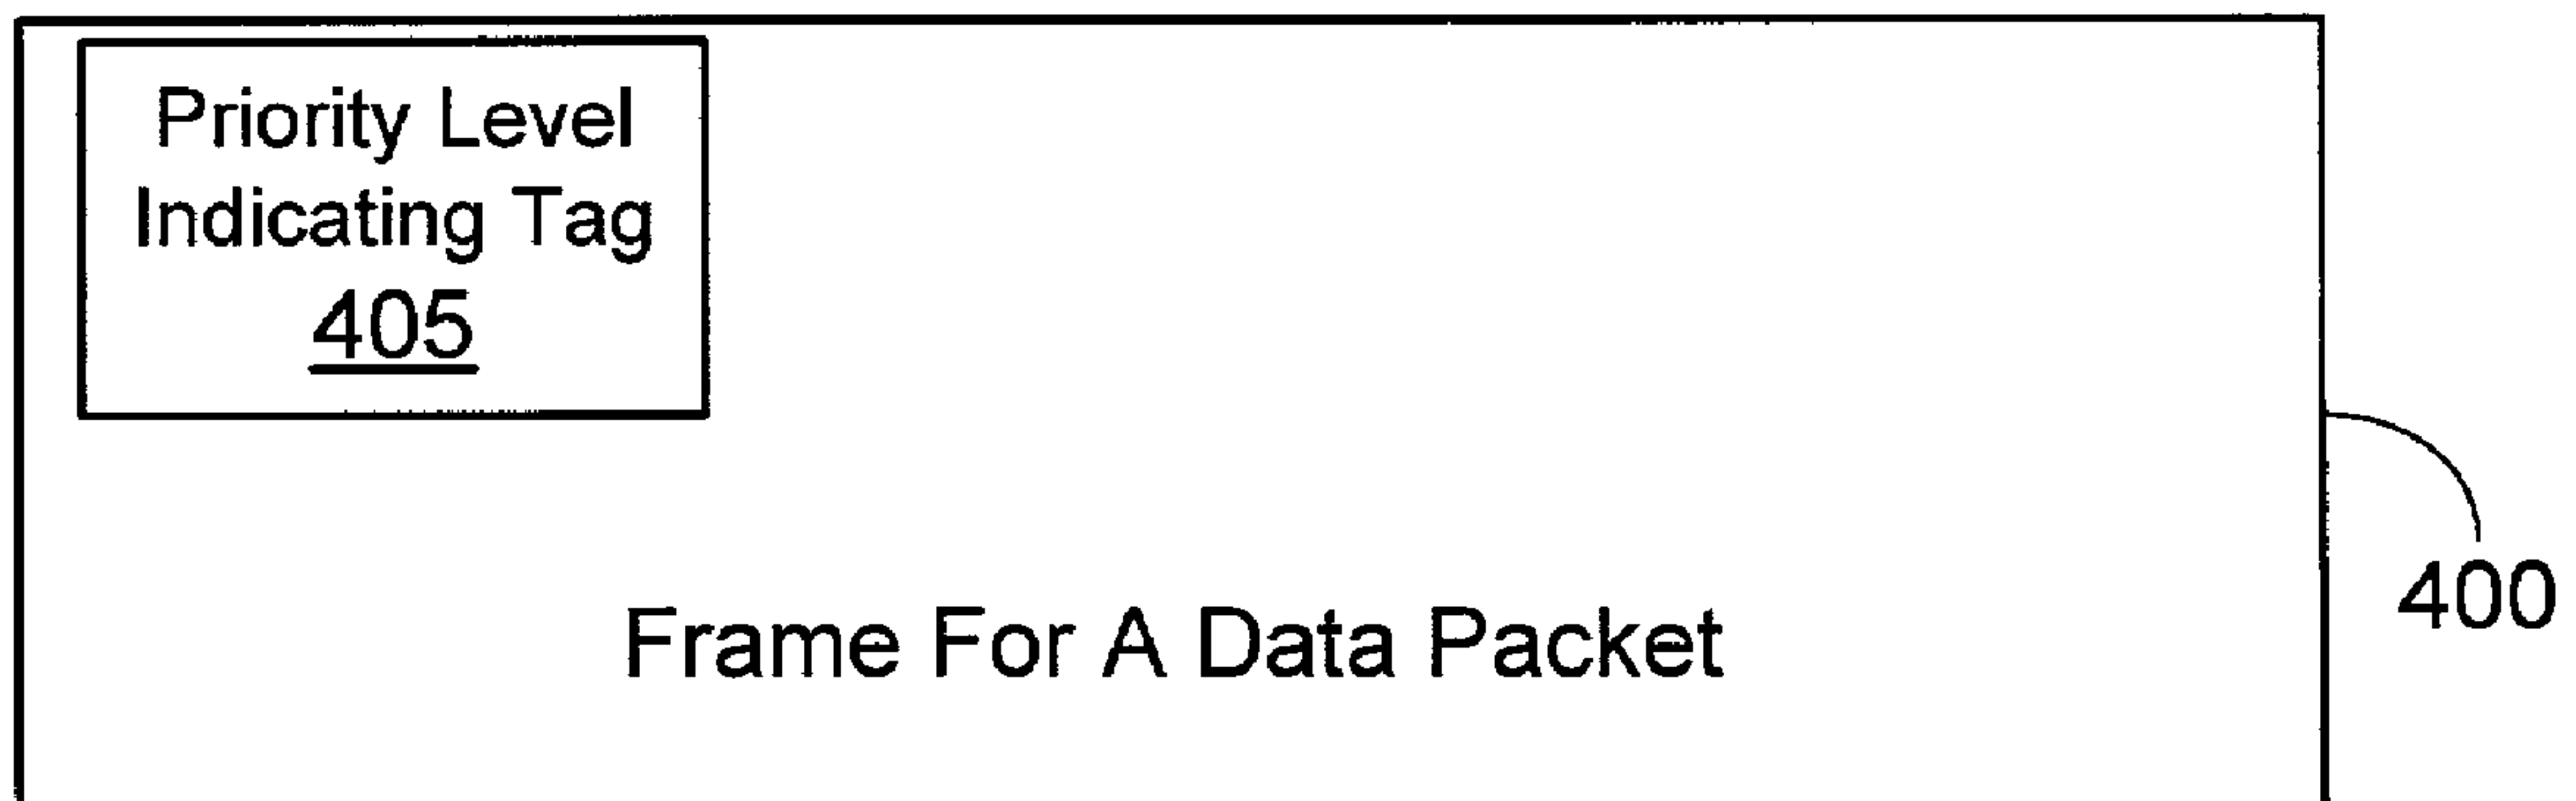 Priority Level
Indicating Tag
405
400
Frame For A Data Packet